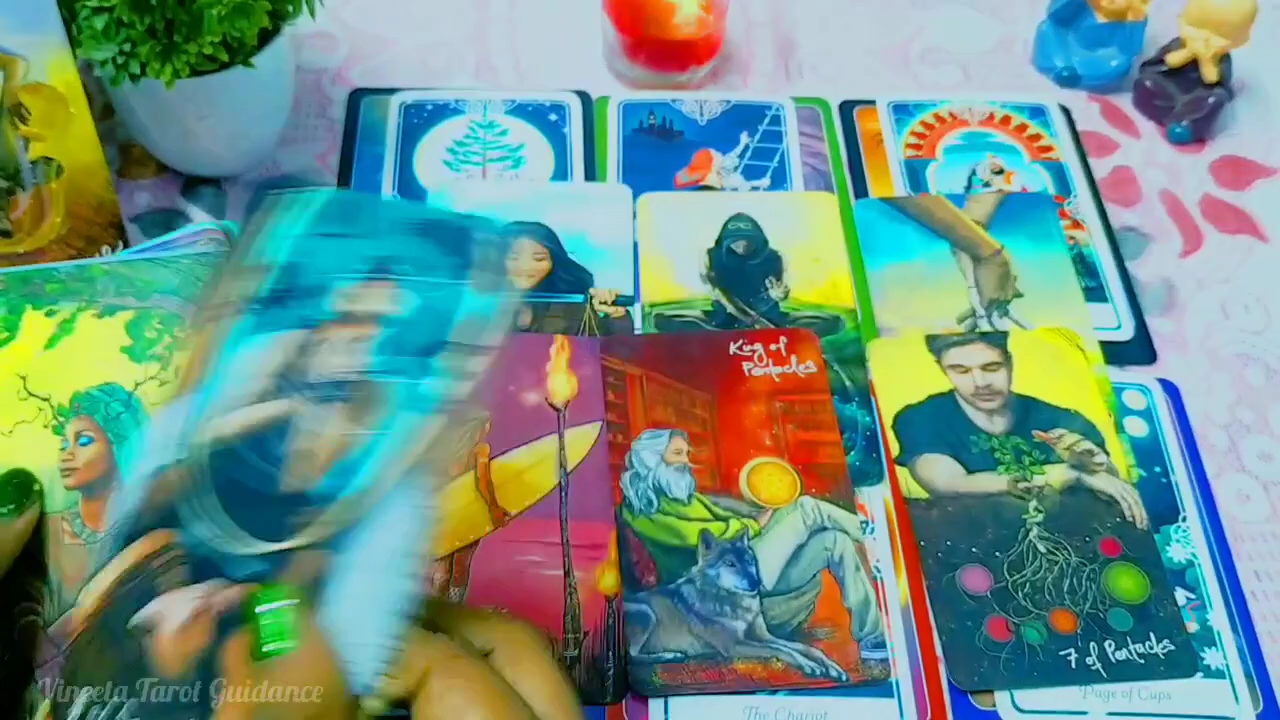 King of
Pentacles
7 of Pentacles
Page of Cups
The Chariot
Vineeta Tarot Guidance